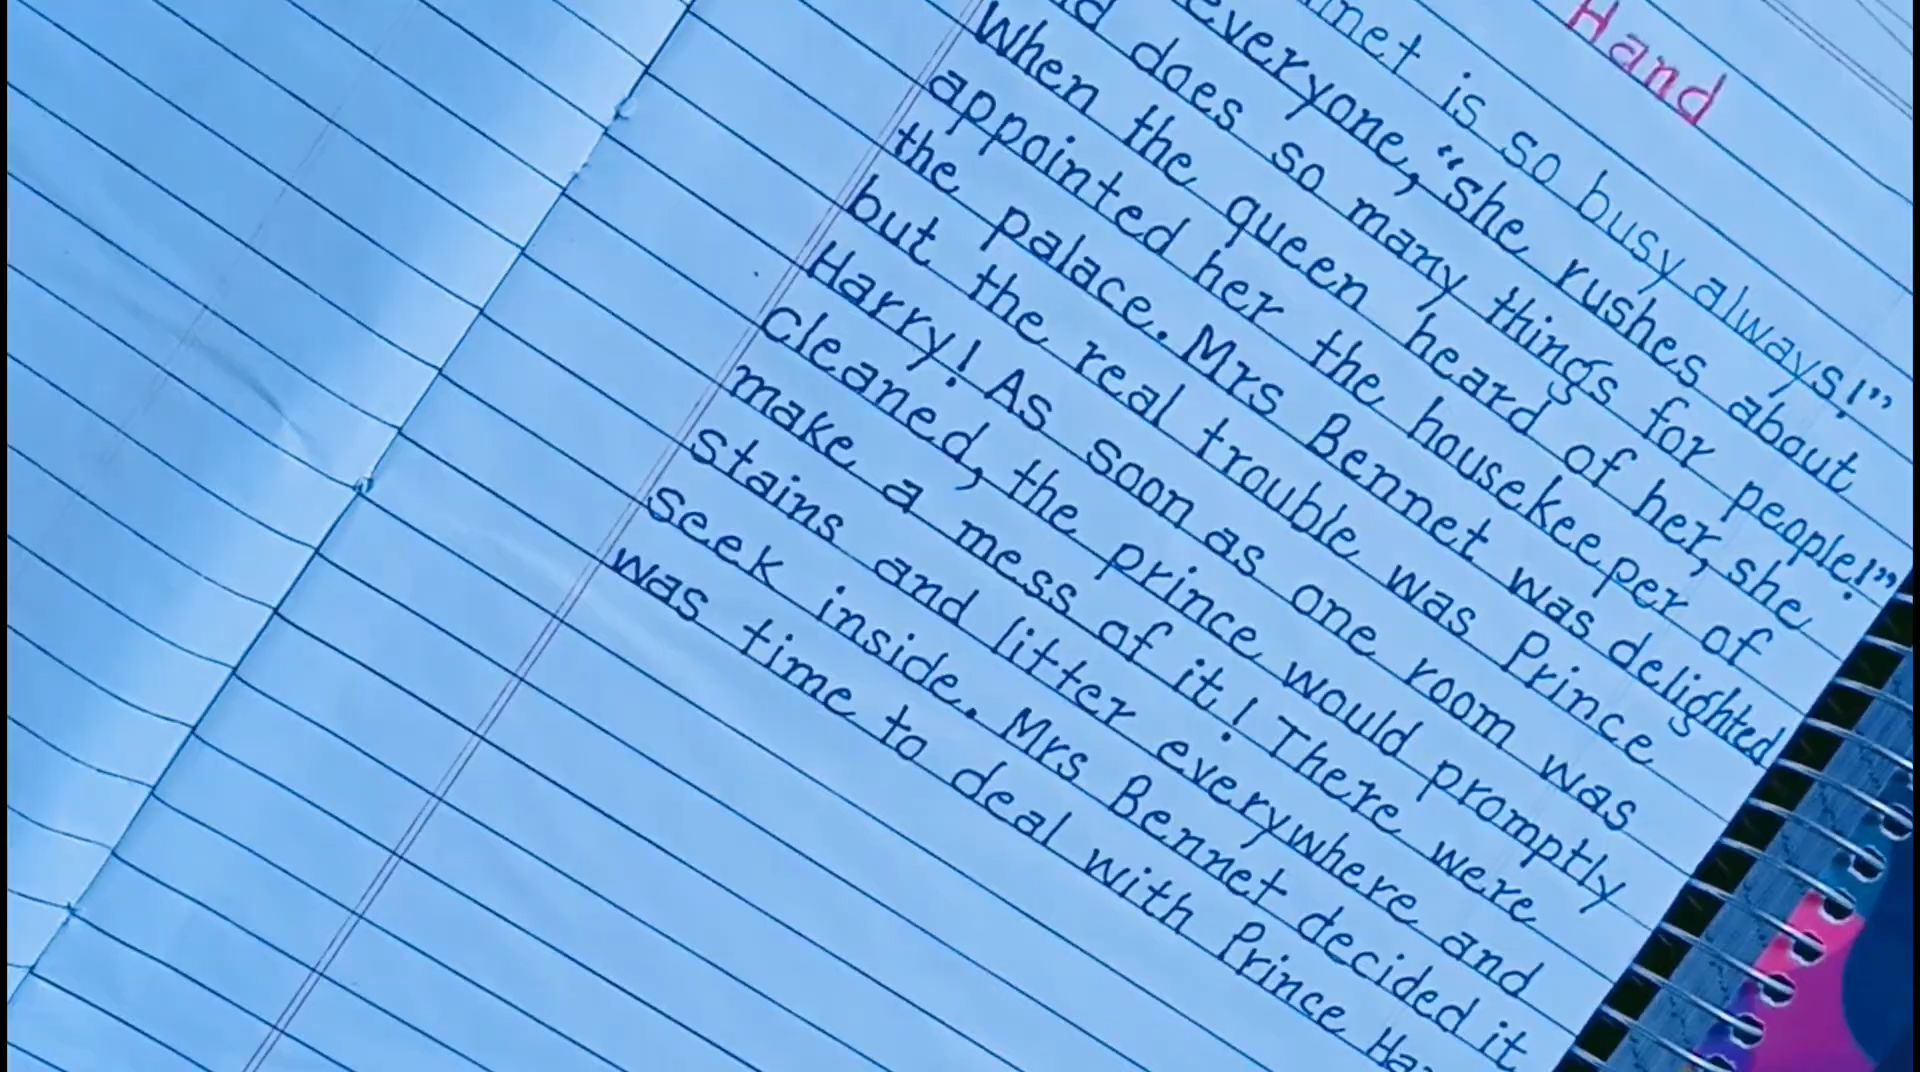 Hand
is so busy always!"
everyone, "she rushes about
does so many things for people!"
When the queen heard of her, she
appointed her the housekeeper of
the palace. Mrs Bennet was delighted
but the real trouble was Prince
Harry! As soon as one room was
cleaned, the prince would promptly
make a mess of it! There were
stains and litter everywhere and
seek inside. Mrs Bennet decided it
was time to deal with Prince